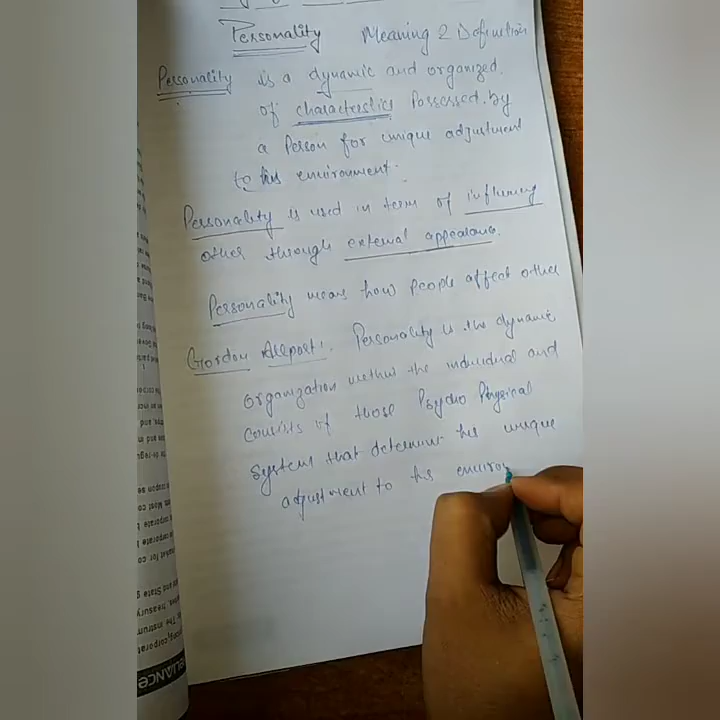 Personality Meaning & Definition
Personality is a dynamic and organized
of characteristics Possessed by
a Person for unique adjustment
to his environment.
Personality is used in term of influening
other through external appearance.
Personality means how people affect other
Gordon Allport: Personality is the dynamic
organization within the individual and
consists of those Psycho Physical
System that determine his unique
adjustment to his environ
LIANCE